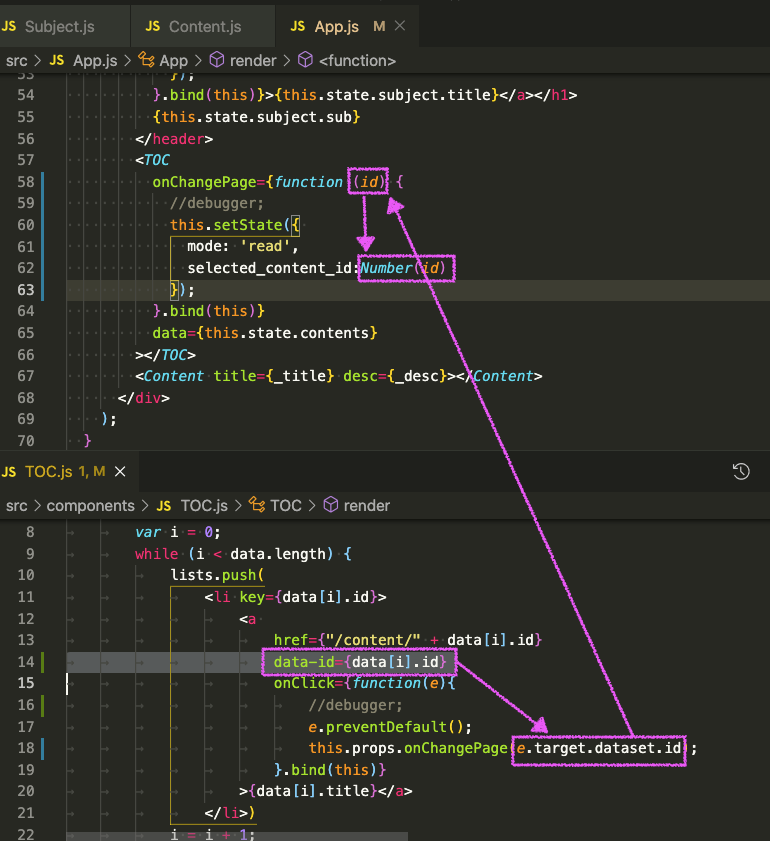 JS Subject.js JS Content.js JS App.js M
src > JS App.js > App > render > <function>
53 });
54 }.bind(this)}>{this.state.subject.title}</a></h1>
55 {this.state.subject.sub}
56 </header>
57 <TOC
58 onChangePage={function (id) {
59 //debugger;
60 this.setState({
61 mode: 'read',
62 selected_content_id:Number(id)
63 });
64 }.bind(this)}
65 data={this.state.contents}
66 ></TOC>
67 <Content title={_title} desc={_desc}></Content>
68 </div>
69 );
70 }
JS TOC.js 1, M
src > components > JS TOC.js > TOC > render
8 var i = 0;
9 while (i < data.length) {
10 lists.push(
11 <li key={data[i].id}>
12 <a
13 href={"/content/" + data[i].id}
14 data-id={data[i].id}
15 onClick={function(e){
16 //debugger;
17 e.preventDefault();
18 this.props.onChangePage(e.target.dataset.id);
19 }.bind(this)}
20 >{data[i].title}</a>
21 </li>)
22 i = i + 1;